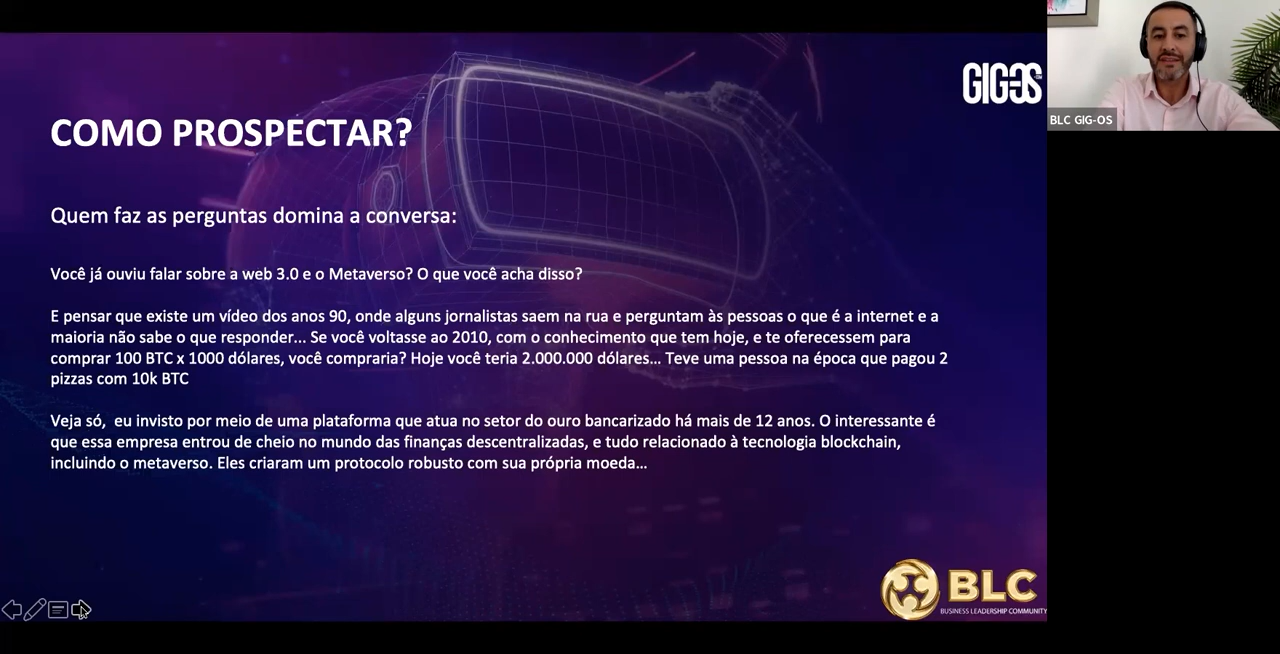 GIG-OS
COMO PROSPECTAR?
Quem faz as perguntas domina a conversa:
Você já ouviu falar sobre a web 3.0 e o Metaverso? O que você acha disso?
E pensar que existe um vídeo dos anos 90, onde alguns jornalistas saem na rua e perguntam às pessoas o que é a internet e a
maioria não sabe o que responder... Se você voltasse ao 2010, com o conhecimento que tem hoje, e te oferecessem para
comprar 100 BTC x 1000 dólares, você compraria? Hoje você teria 2.000.000 dólares... Teve uma pessoa na época que pagou 2
pizzas com 10k BTC
Veja só,  eu invisto por meio de uma plataforma que atua no setor do ouro bancarizado há mais de 12 anos. O interessante é
que essa empresa entrou de cheio no mundo das finanças descentralizadas, e tudo relacionado à tecnologia blockchain,
incluindo o metaverso. Eles criaram um protocolo robusto com sua própria moeda...
BLC
BUSINESS LEADERSHIP COMMUNITY
BLC GIG-OS